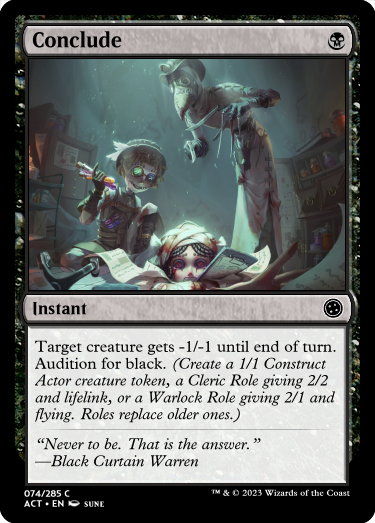 Conclude
Instant
Target creature gets -1/-1 until end of turn.
Audition for black. (Create a 1/1 Construct
Actor creature token, a Cleric Role giving 2/2
and lifelink, or a Warlock Role giving 2/1 and
flying. Roles replace older ones.)
“Never to be. That is the answer.”
—Black Curtain Warren
074/285 C
ACT • EN SUNE
™ & © 2023 Wizards of the Coast